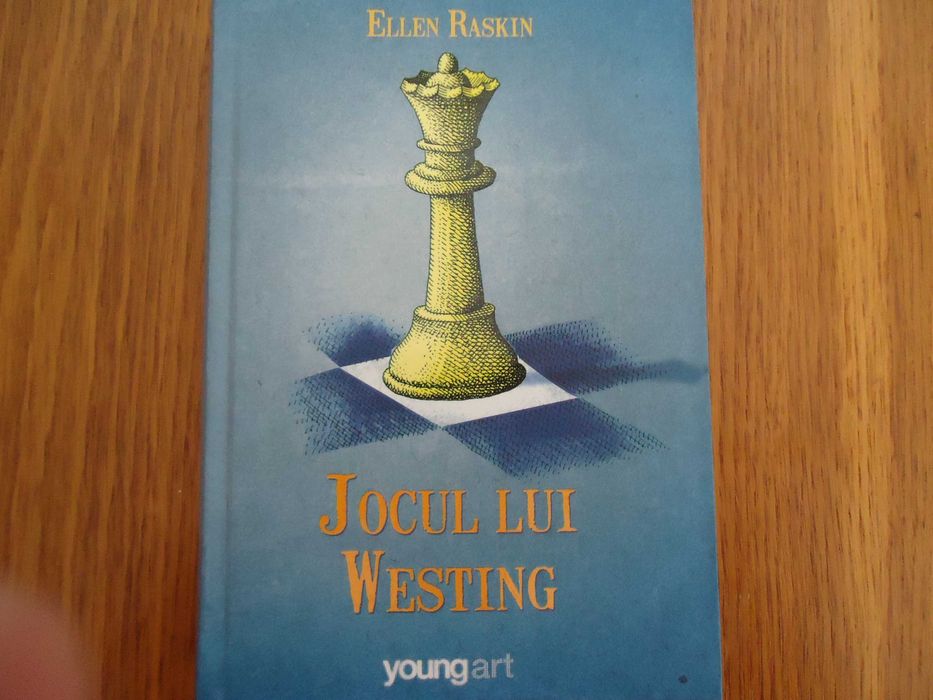 ELLEN RASKIN
JOCUL LUI
WESTING
youngart